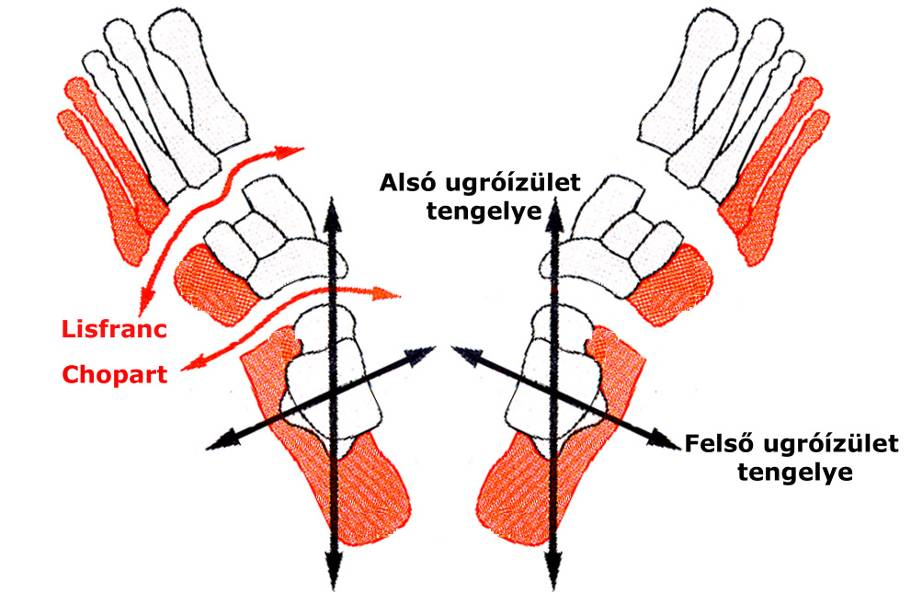 Alsó ugróízület
tengelye
Lisfranc
Chopart
Felső ugróízület
tengelye